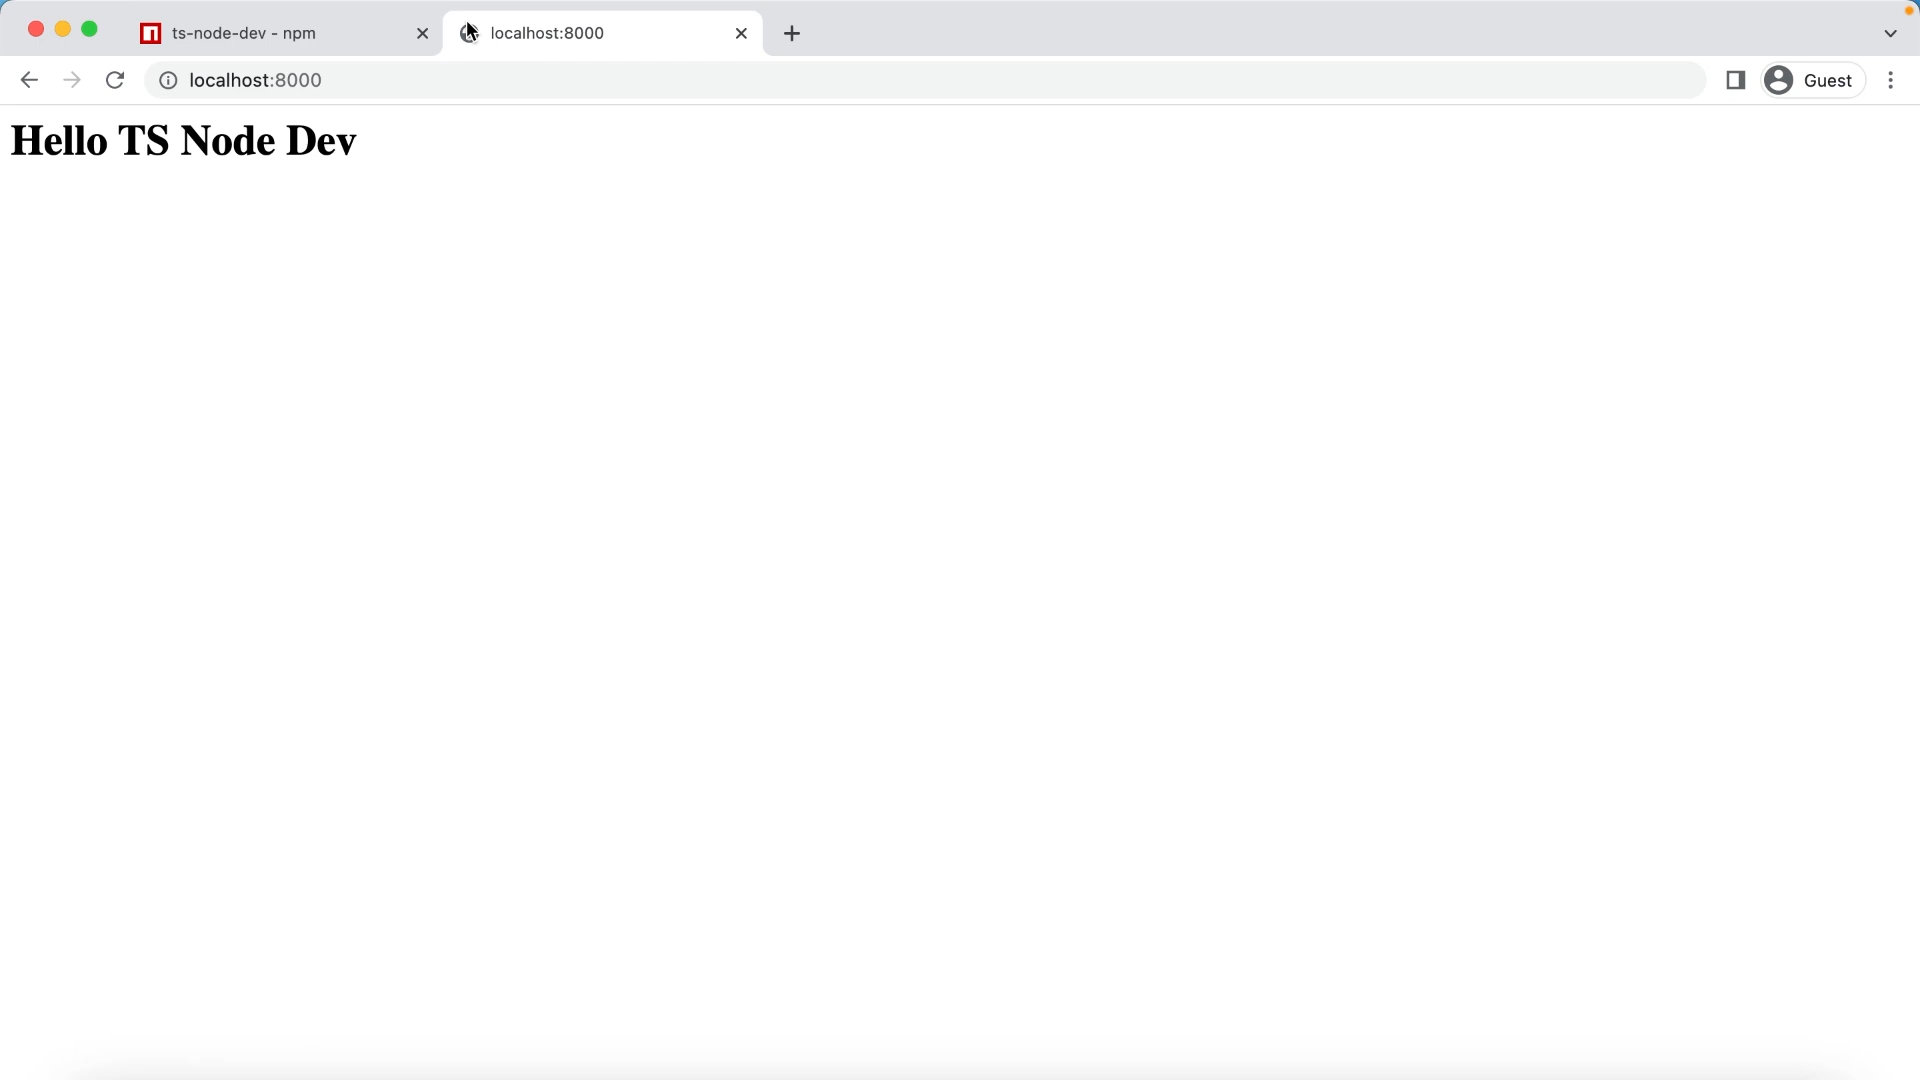 ts-node-dev - npm
localhost:8000
localhost:8000
Guest
Hello TS Node Dev